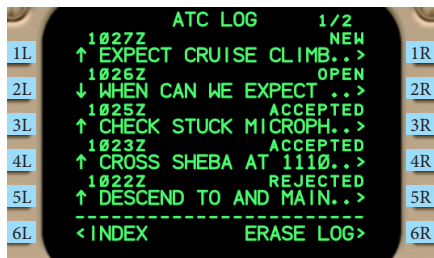 ATC LOG 1/2
1027Z NEW
1L ↑ EXPECT CRUISE CLIMB..> 1R
1026Z OPEN
2L ↓ WHEN CAN WE EXPECT ..> 2R
1025Z ACCEPTED
3L ↑ CHECK STUCK MICROPH..> 3R
1023Z ACCEPTED
4L ↑ CROSS SHEBA AT 1110..> 4R
1022Z REJECTED
5L ↑ DESCEND TO AND MAIN..> 5R
------------------------
6L <INDEX ERASE LOG> 6R